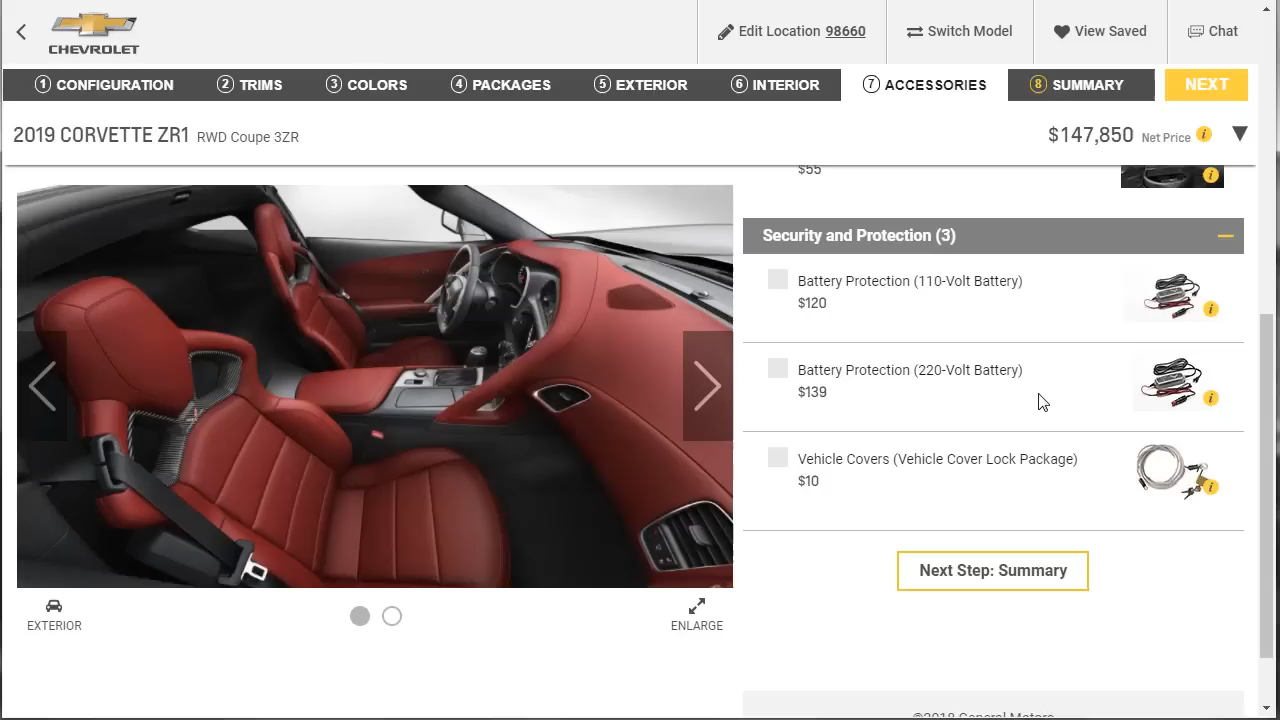 CHEVROLET
Edit Location 98660
Switch Model
View Saved
Chat
1 CONFIGURATION
2 TRIMS
3 COLORS
4 PACKAGES
5 EXTERIOR
6 INTERIOR
7 ACCESSORIES
8 SUMMARY
NEXT
2019 CORVETTE ZR1 RWD Coupe 3ZR
$147,850 Net Price i
$55
i
Security and Protection (3)
Battery Protection (110-Volt Battery)
$120
i
Battery Protection (220-Volt Battery)
$139
i
Vehicle Covers (Vehicle Cover Lock Package)
$10
i
Next Step: Summary
EXTERIOR
ENLARGE
©2018 General Motors